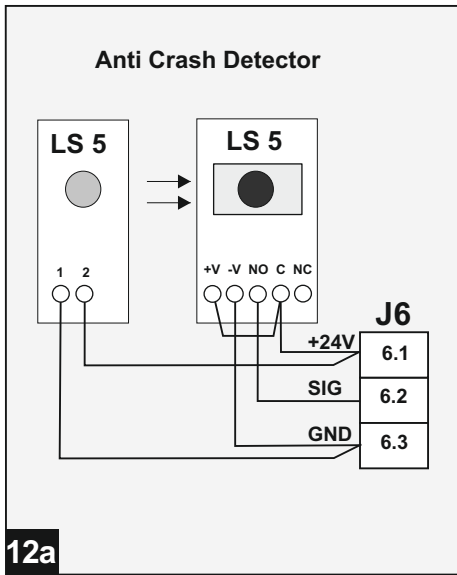 Anti Crash Detector
LS 5
LS 5
1 2
+V -V NO C NC
J6
+24V 6.1
SIG 6.2
GND 6.3
12a